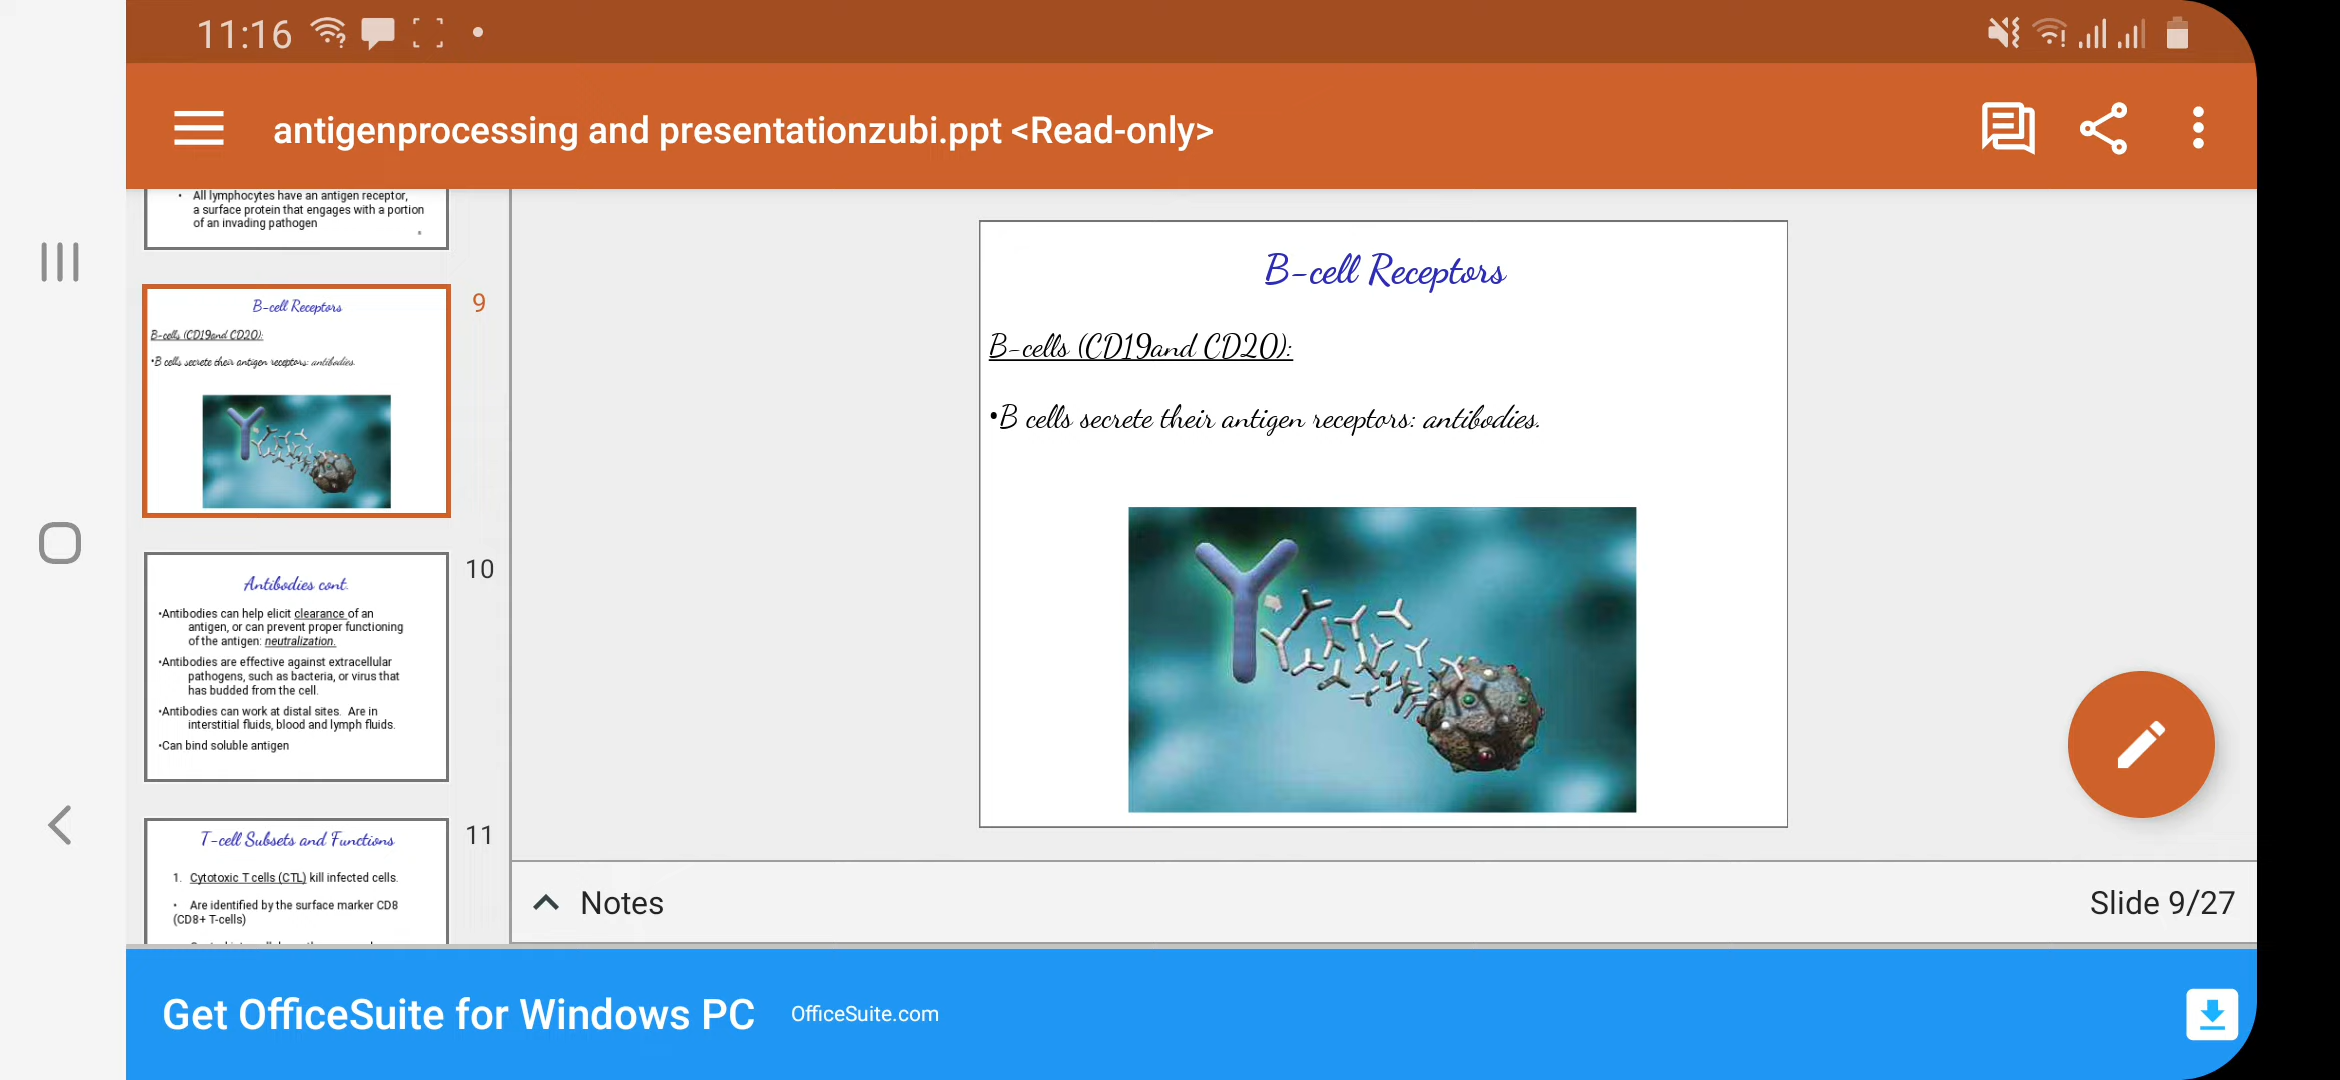 11:16
antigenprocessing and presentationzubi.ppt <Read-only>
• All lymphocytes have an antigen receptor,
a surface protein that engages with a portion
of an invading pathogen
9
B-cell Receptors
B-cells (CD19and CD20):
•B cells secrete their antigen receptors: antibodies.
10
Antibodies cont.
•Antibodies can help elicit clearance of an
antigen, or can prevent proper functioning
of the antigen: neutralization.
•Antibodies are effective against extracellular
pathogens, such as bacteria, or virus that
has budded from the cell.
•Antibodies can work at distal sites. Are in
interstitial fluids, blood and lymph fluids.
•Can bind soluble antigen
11
T-cell Subsets and Functions
1. Cytotoxic T cells (CTL) kill infected cells.
• Are identified by the surface marker CD8
(CD8+ T-cells)
B-cell Receptors
B-cells (CD19and CD20):
•B cells secrete their antigen receptors: antibodies.
Notes
Slide 9/27
Get OfficeSuite for Windows PC
OfficeSuite.com